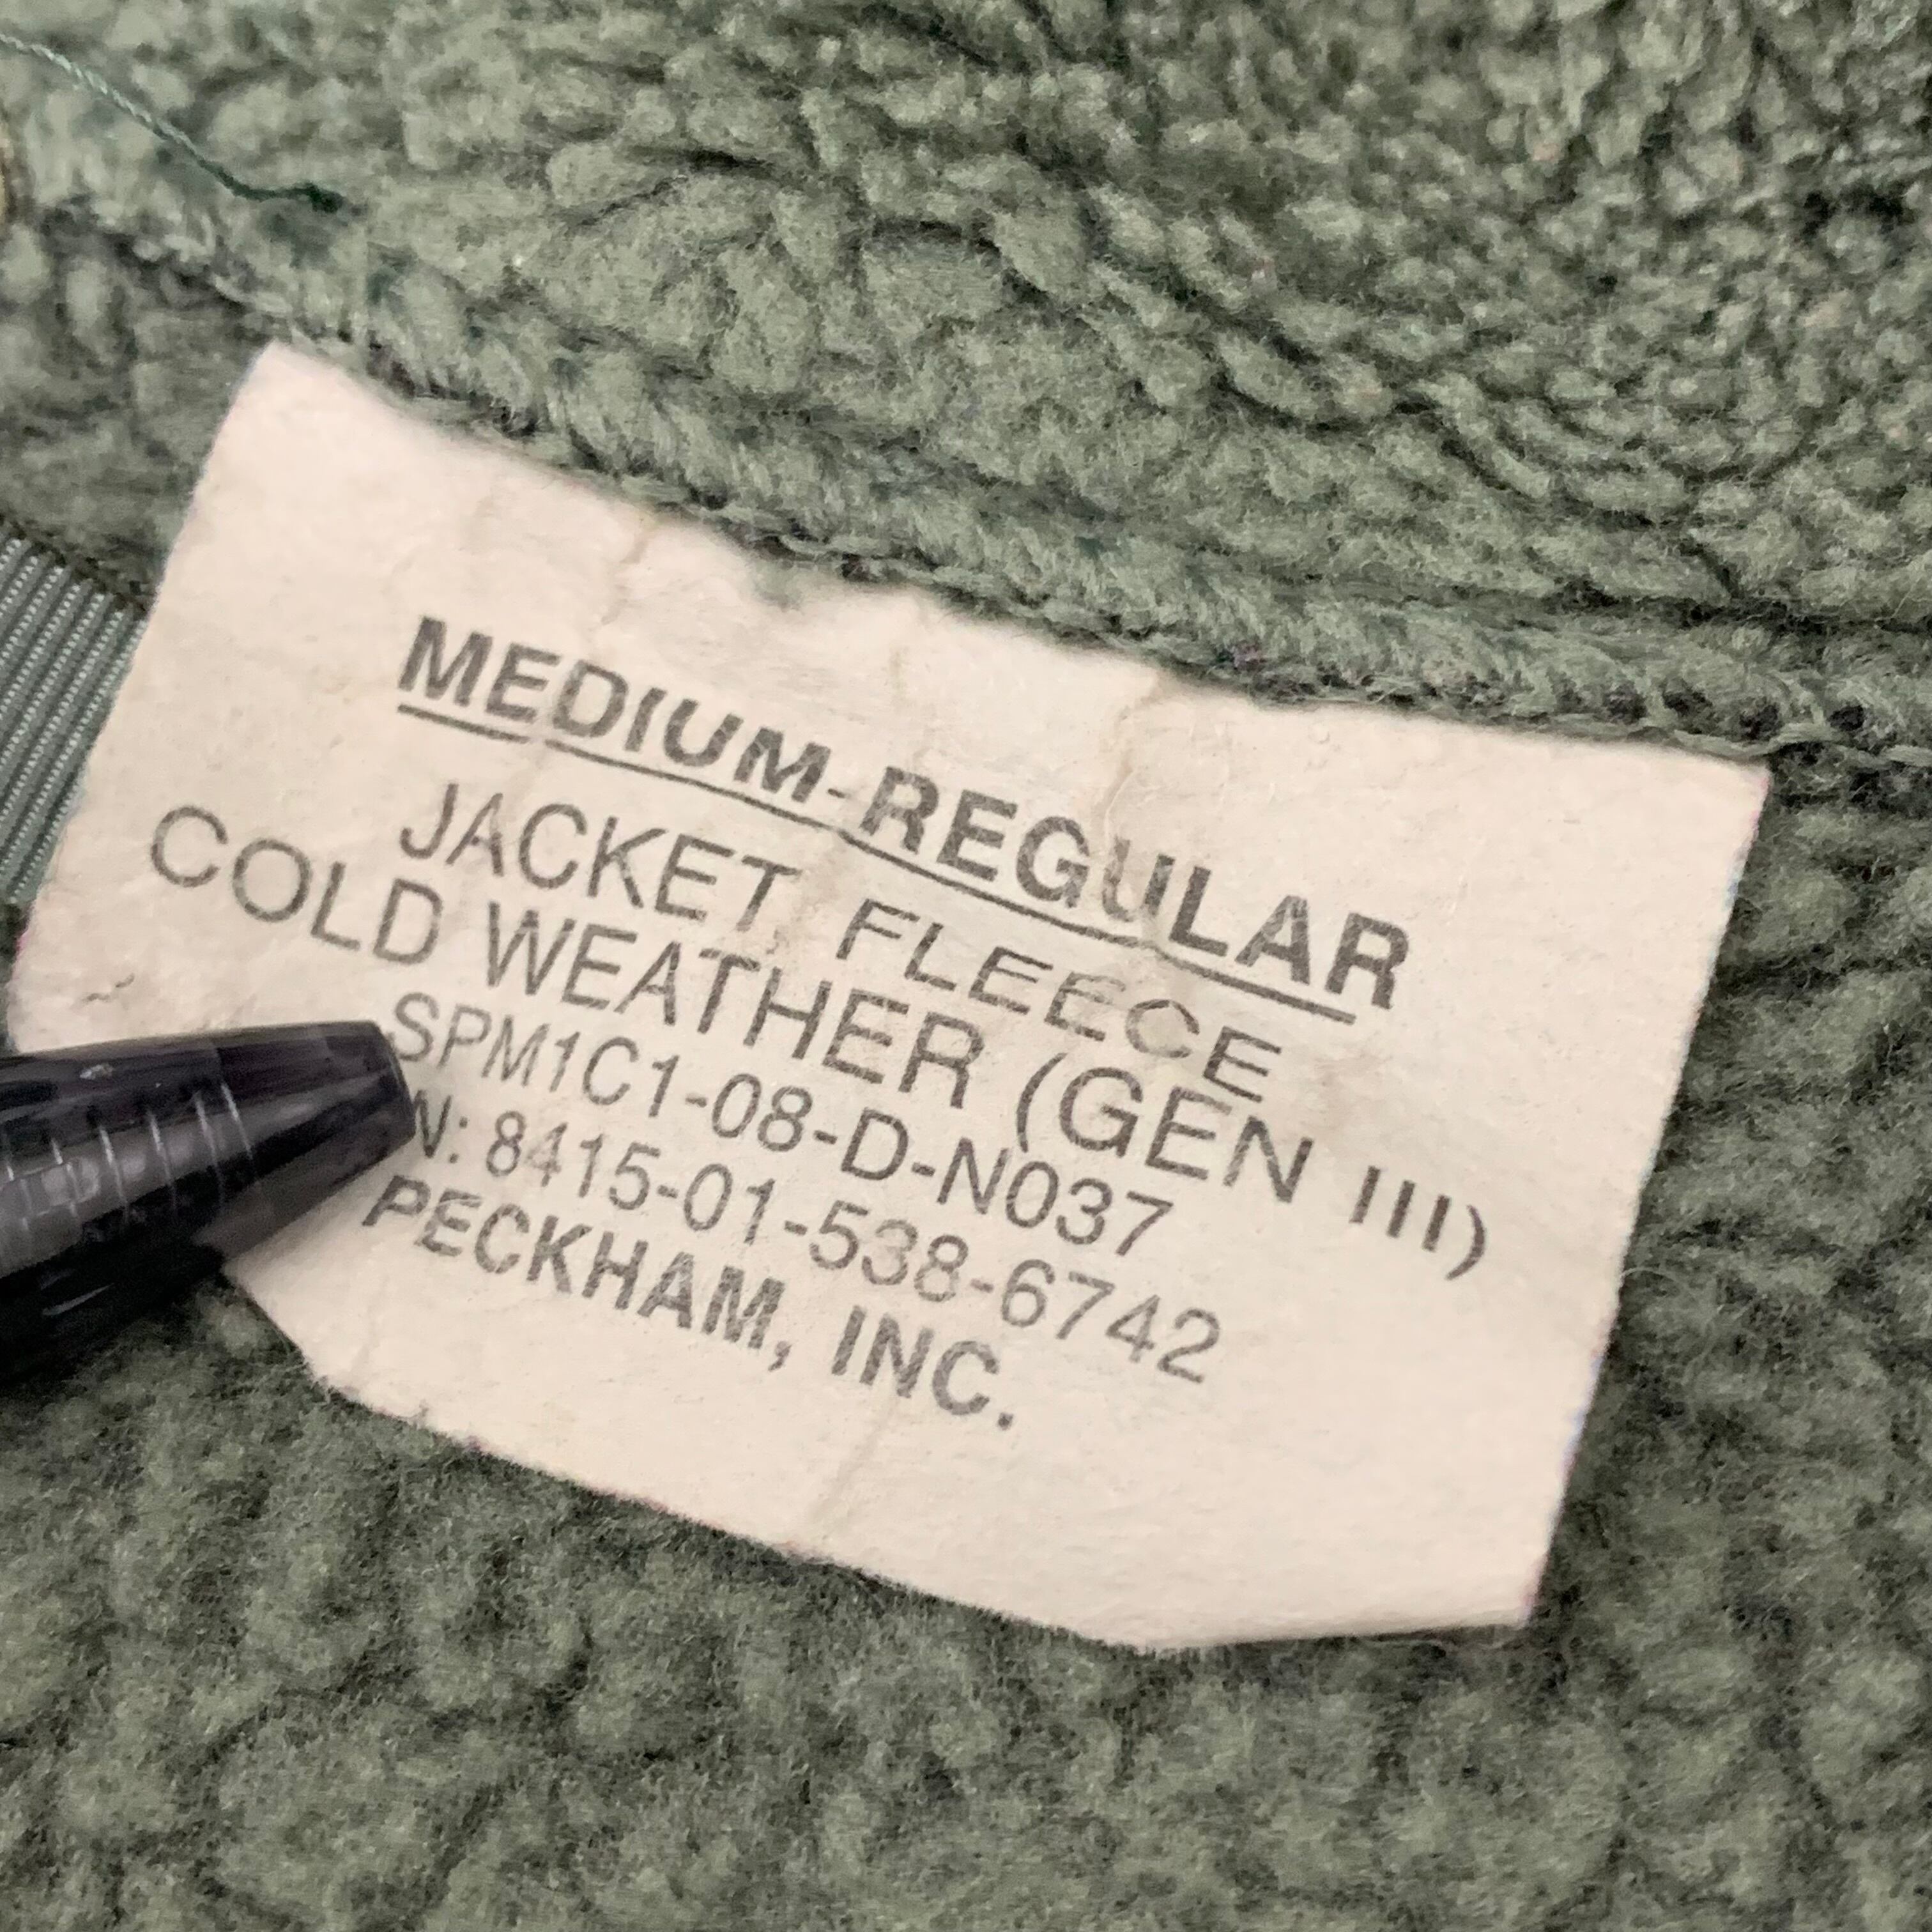 MEDIUM-REGULAR
JACKET, FLEECE
COLD WEATHER (GEN III)
SPM1C1-08-D-N037
N: 8415-01-538-6742
PECKHAM, INC.